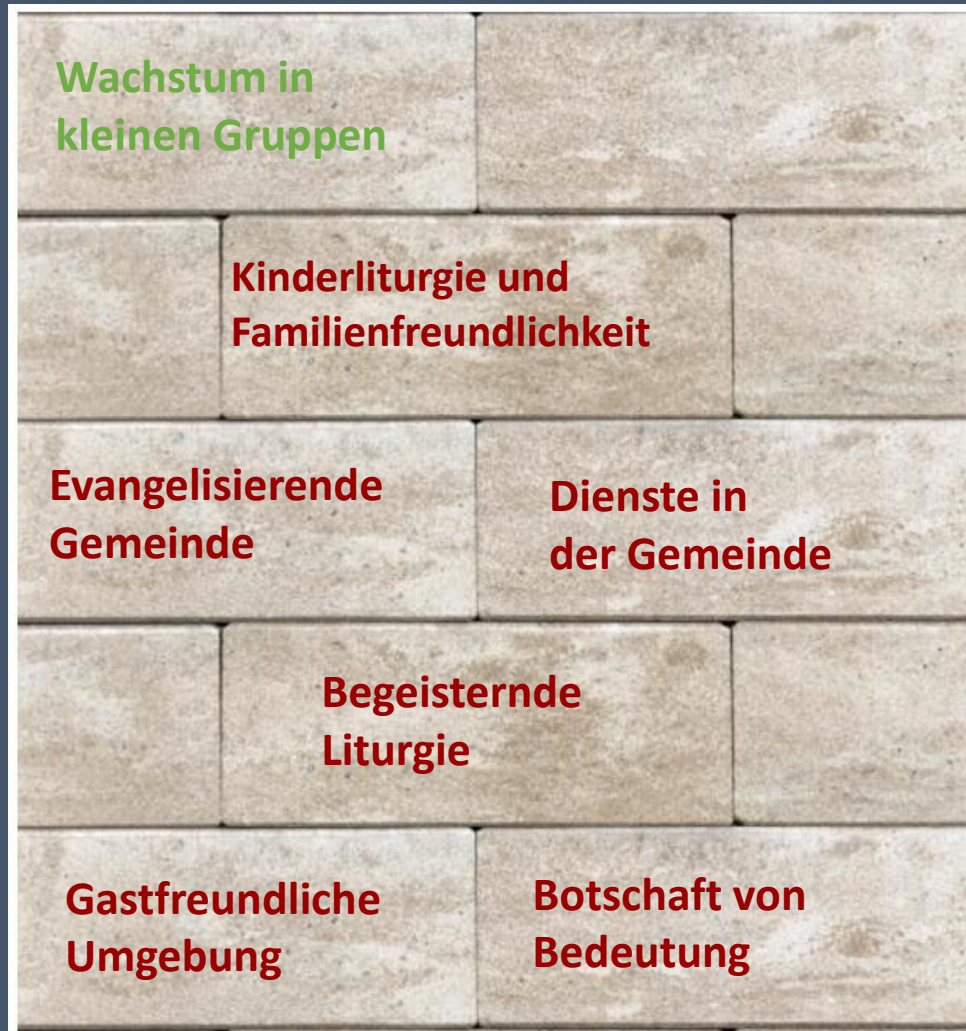 Wachstum in
kleinen Gruppen
Kinderliturgie und
Familienfreundlichkeit
Evangelisierende
Gemeinde
Dienste in
der Gemeinde
Begeisternde
Liturgie
Gastfreundliche
Umgebung
Botschaft von
Bedeutung